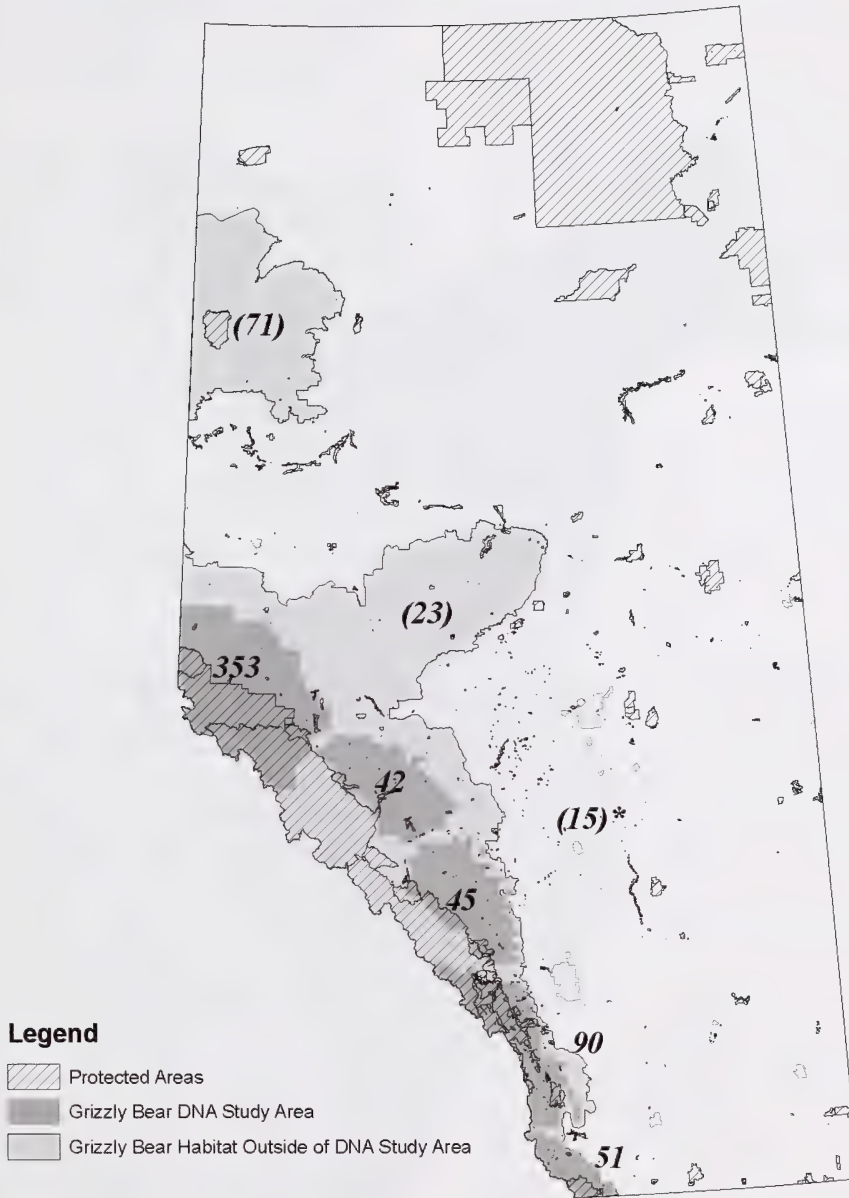 (71)
(23)
353
42
(15)*
45
90
51
Legend
Protected Areas
Grizzly Bear DNA Study Area
Grizzly Bear Habitat Outside of DNA Study Area